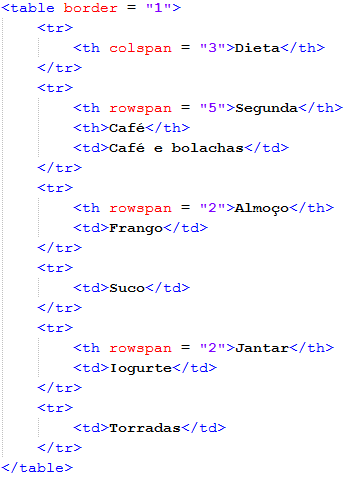 <table border = "1">
<tr>
<th colspan = "3">Dieta</th>
</tr>
<tr>
<th rowspan = "5">Segunda</th>
<th>Café</th>
<td>Café e bolachas</td>
</tr>
<tr>
<th rowspan = "2">Almoço</th>
<td>Frango</td>
</tr>
<tr>
<td>Suco</td>
</tr>
<tr>
<th rowspan = "2">Jantar</th>
<td>Iogurte</td>
</tr>
<tr>
<td>Torradas</td>
</tr>
</table>